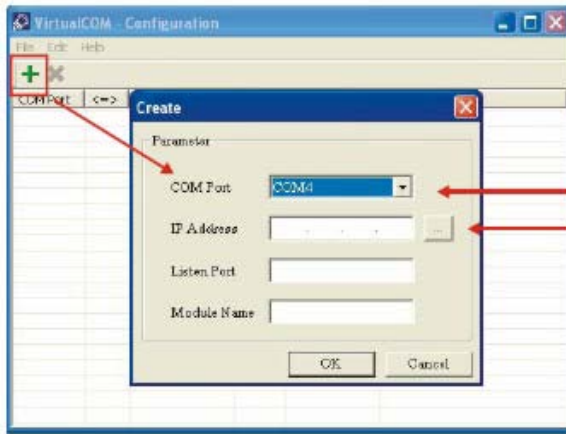 VirtualCOM - Configuration
File Edit Help
COM Port <=>
Create
Parameter
COM Port COM4
IP Address . . . ...
Listen Port
Module Name
OK Cancel